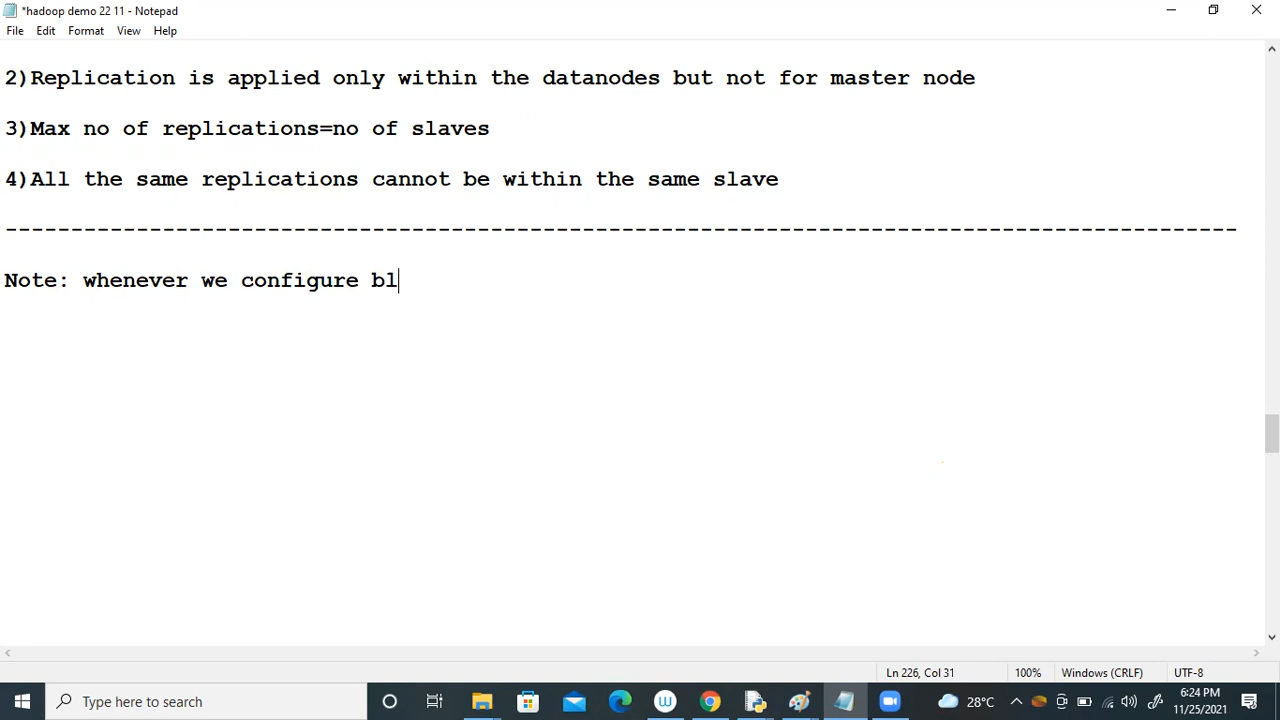 *hadoop demo 22 11 - Notepad
File Edit Format View Help
2)Replication is applied only within the datanodes but not for master node
3)Max no of replications=no of slaves
4)All the same replications cannot be within the same slave
----------------------------------------------------------------------------------------------
Note: whenever we configure bl
Ln 226, Col 31 100% Windows (CRLF) UTF-8
Type here to search
28°C
6:24 PM
11/25/2021